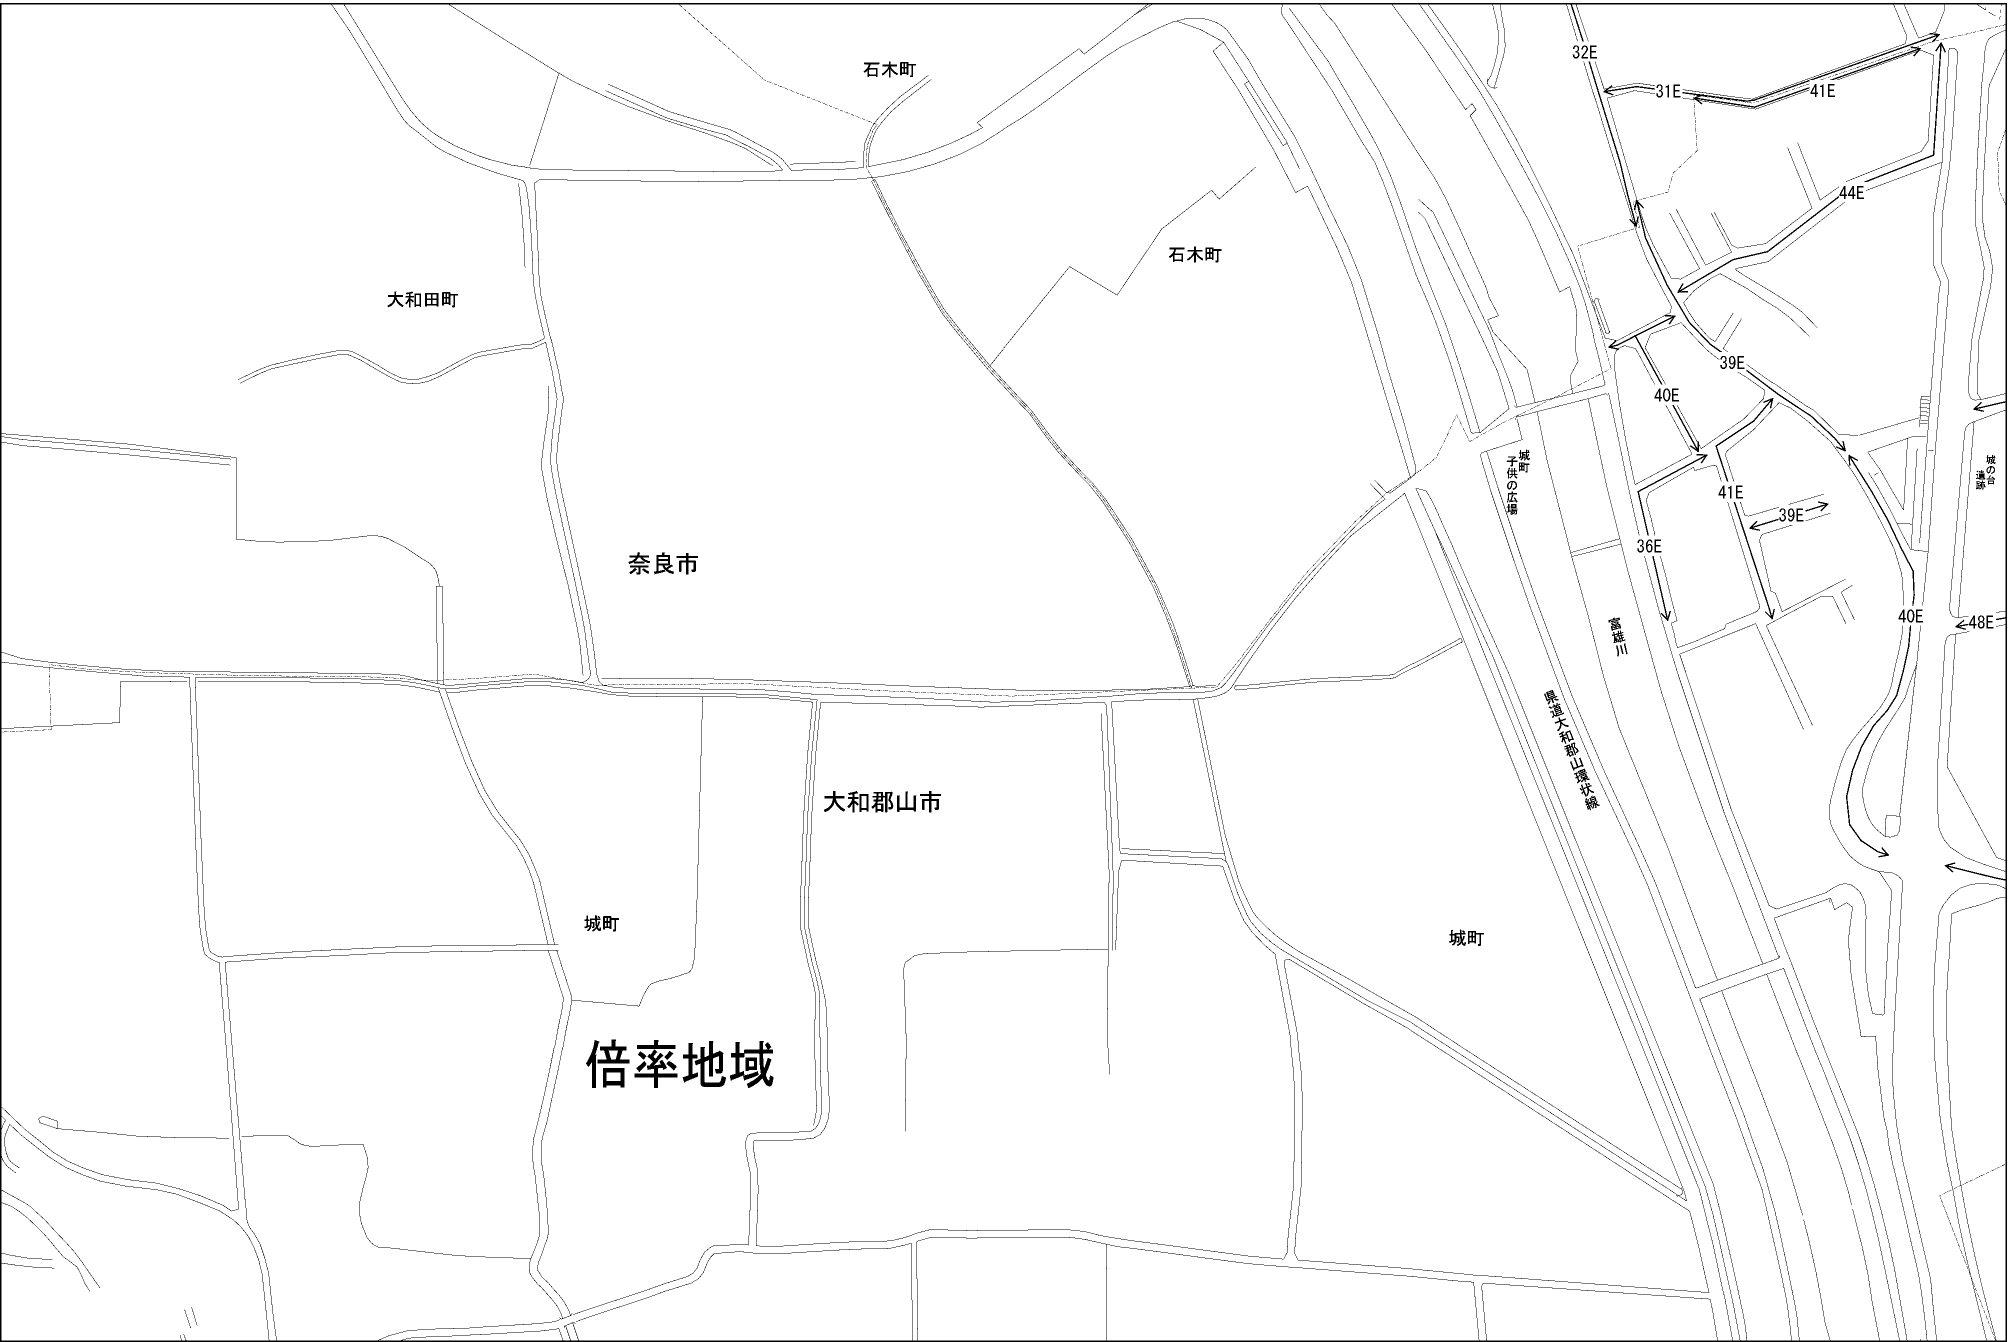 石木町
32E
31E
41E
44E
石木町
大和田町
39E
40E
城町
子供の広場
城の台
遺跡
41E
39E
36E
奈良市
40E
48E
富雄川
県道大和郡山環状線
大和郡山市
城町
城町
倍率地域